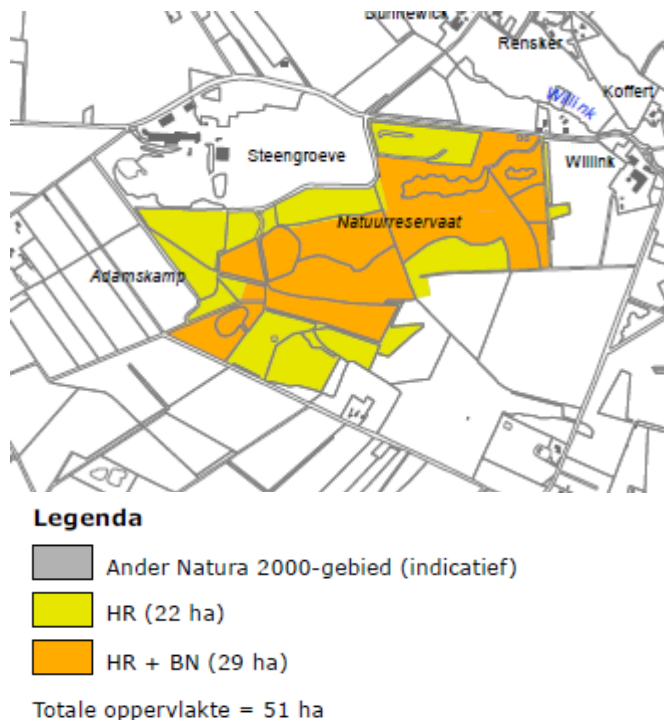 Bunnewick
Rensker
Koffert
Willink
Steengroeve
Willink
Natuurreservaat
Adamskamp
Legenda
Ander Natura 2000-gebied (indicatief)
HR (22 ha)
HR + BN (29 ha)
Totale oppervlakte = 51 ha